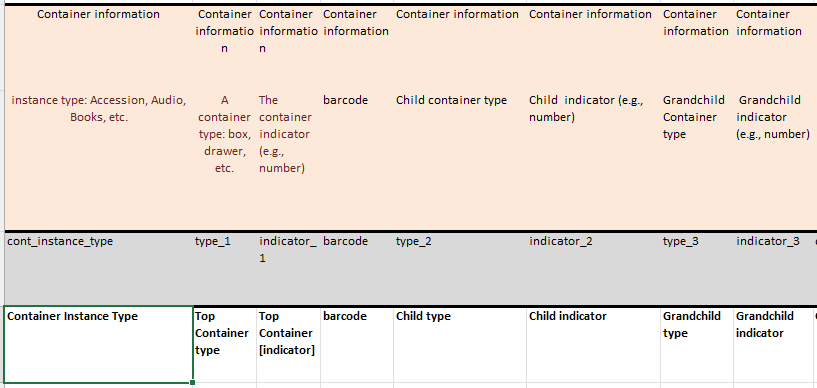 Container information Container informatio n Container informatio n Container information Container information Container information Container information Container information
instance type: Accession, Audio, Books, etc. A container type: box, drawer, etc. The container indicator (e.g., number) barcode Child container type Child  indicator (e.g., number) Grandchild Container type Grandchild indicator (e.g., number)
cont_instance_type type_1 indicator_1 barcode type_2 indicator_2 type_3 indicator_3
Container Instance Type Top Container type Top Container [indicator] barcode Child type Child indicator Grandchild type Grandchild indicator